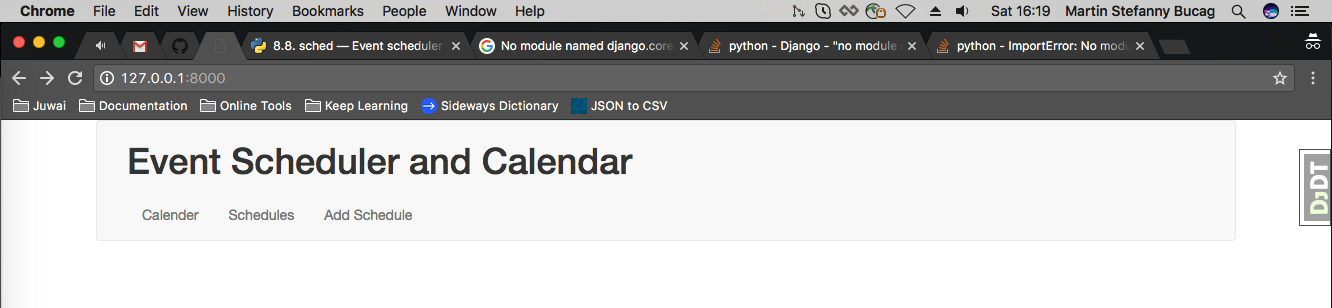 Chrome File Edit View History Bookmarks People Window Help Sat 16:19 Martin Stefanny Bucag
8.8. sched — Event scheduler No module named django.core python - Django - "no module python - ImportError: No modu
127.0.0.1:8000
Juwai Documentation Online Tools Keep Learning Sideways Dictionary JSON to CSV
Event Scheduler and Calendar
Calender Schedules Add Schedule
DJDT